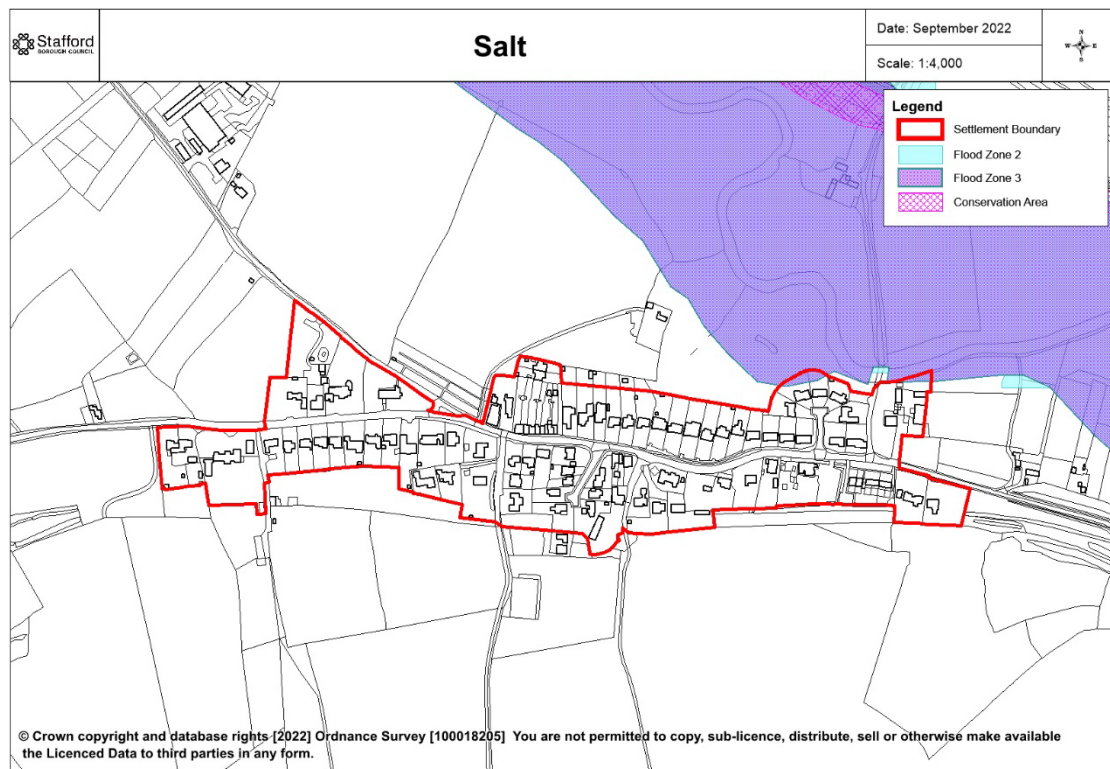 Stafford
BOROUGH COUNCIL
Salt
Date: September 2022
Scale: 1:4,000
N
W E
S
Legend
Settlement Boundary
Flood Zone 2
Flood Zone 3
Conservation Area
© Crown copyright and database rights [2022] Ordnance Survey [100018205] You are not permitted to copy, sub-licence, distribute, sell or otherwise make available
the Licenced Data to third parties in any form.